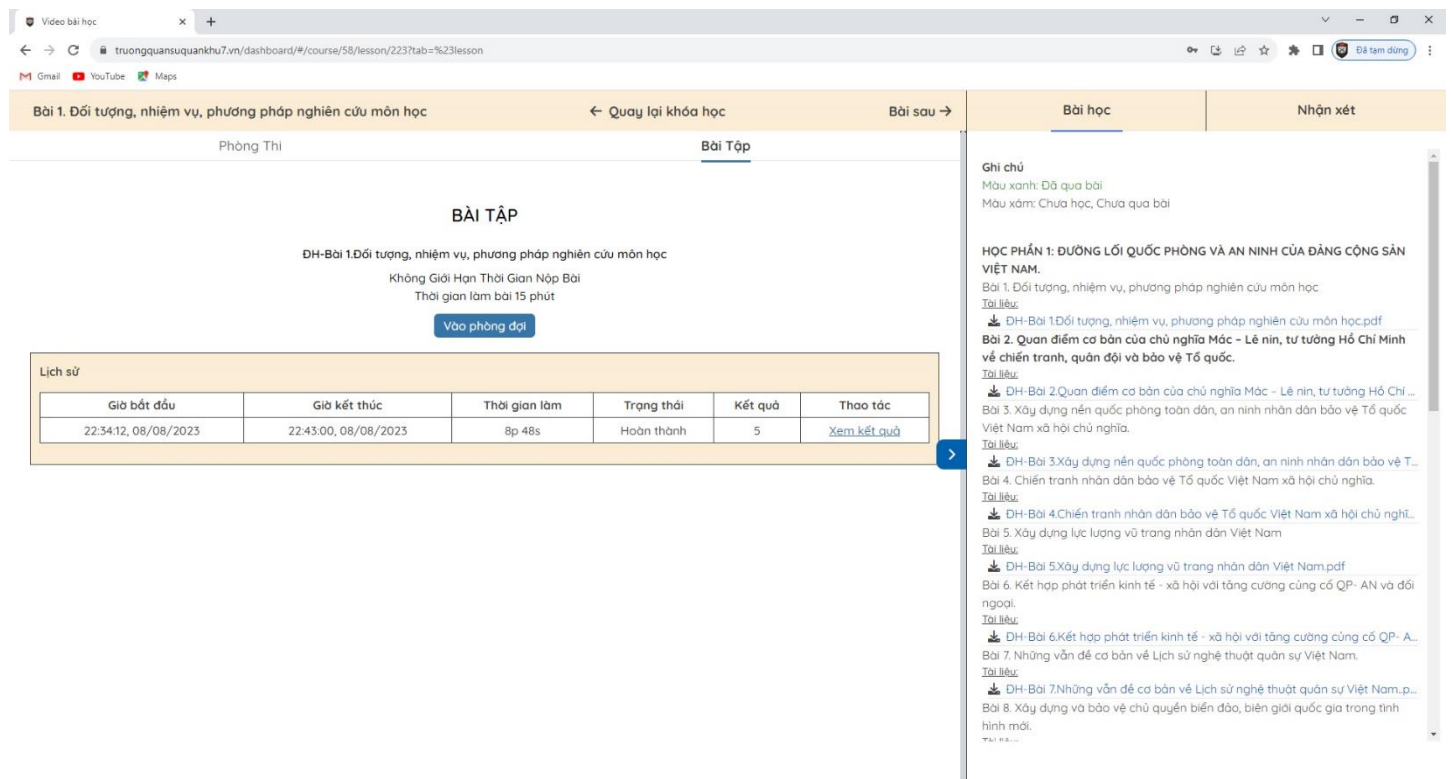 Video bài học
truongquansuquankhu7.vn/dashboard/#/course/58/lesson/223?tab=%23lesson
Đã tạm dừng
Gmail YouTube Maps
Bài 1. Đối tượng, nhiệm vụ, phương pháp nghiên cứu môn học
← Quay lại khóa học
Bài sau →
Phòng Thi
Bài Tập
BÀI TẬP
ĐH-Bài 1.Đối tượng, nhiệm vụ, phương pháp nghiên cứu môn học
Không Giới Hạn Thời Gian Nộp Bài
Thời gian làm bài 15 phút
Vào phòng đợi
Lịch sử
Giờ bắt đầu Giờ kết thúc Thời gian làm Trạng thái Kết quả Thao tác
22:34:12, 08/08/2023 22:43:00, 08/08/2023 8p 48s Hoàn thành 5 Xem kết quả
Bài học
Nhận xét
Ghi chú
Màu xanh: Đã qua bài
Màu xám: Chưa học, Chưa qua bài
HỌC PHẦN 1: ĐƯỜNG LỐI QUỐC PHÒNG VÀ AN NINH CỦA ĐẢNG CỘNG SẢN
VIỆT NAM.
Bài 1. Đối tượng, nhiệm vụ, phương pháp nghiên cứu môn học
Tài liệu:
ĐH-Bài 1.Đối tượng, nhiệm vụ, phương pháp nghiên cứu môn học.pdf
Bài 2. Quan điểm cơ bản của chủ nghĩa Mác – Lê nin, tư tưởng Hồ Chí Minh
về chiến tranh, quân đội và bảo vệ Tổ quốc.
Tài liệu:
ĐH-Bài 2.Quan điểm cơ bản của chủ nghĩa Mác – Lê nin, tư tưởng Hồ Chí ...
Bài 3. Xây dựng nền quốc phòng toàn dân, an ninh nhân dân bảo vệ Tổ quốc
Việt Nam xã hội chủ nghĩa.
Tài liệu:
ĐH-Bài 3.Xây dựng nền quốc phòng toàn dân, an ninh nhân dân bảo vệ T...
Bài 4. Chiến tranh nhân dân bảo vệ Tổ quốc Việt Nam xã hội chủ nghĩa.
Tài liệu:
ĐH-Bài 4.Chiến tranh nhân dân bảo vệ Tổ quốc Việt Nam xã hội chủ nghĩ...
Bài 5. Xây dựng lực lượng vũ trang nhân dân Việt Nam
Tài liệu:
ĐH-Bài 5.Xây dựng lực lượng vũ trang nhân dân Việt Nam.pdf
Bài 6. Kết hợp phát triển kinh tế - xã hội với tăng cường củng cố QP- AN và đối
ngoại.
Tài liệu:
ĐH-Bài 6.Kết hợp phát triển kinh tế - xã hội với tăng cường củng cố QP- A...
Bài 7. Những vấn đề cơ bản về Lịch sử nghệ thuật quân sự Việt Nam.
Tài liệu:
ĐH-Bài 7.Những vấn đề cơ bản về Lịch sử nghệ thuật quân sự Việt Nam..p...
Bài 8. Xây dựng và bảo vệ chủ quyền biển đảo, biên giới quốc gia trong tình
hình mới.